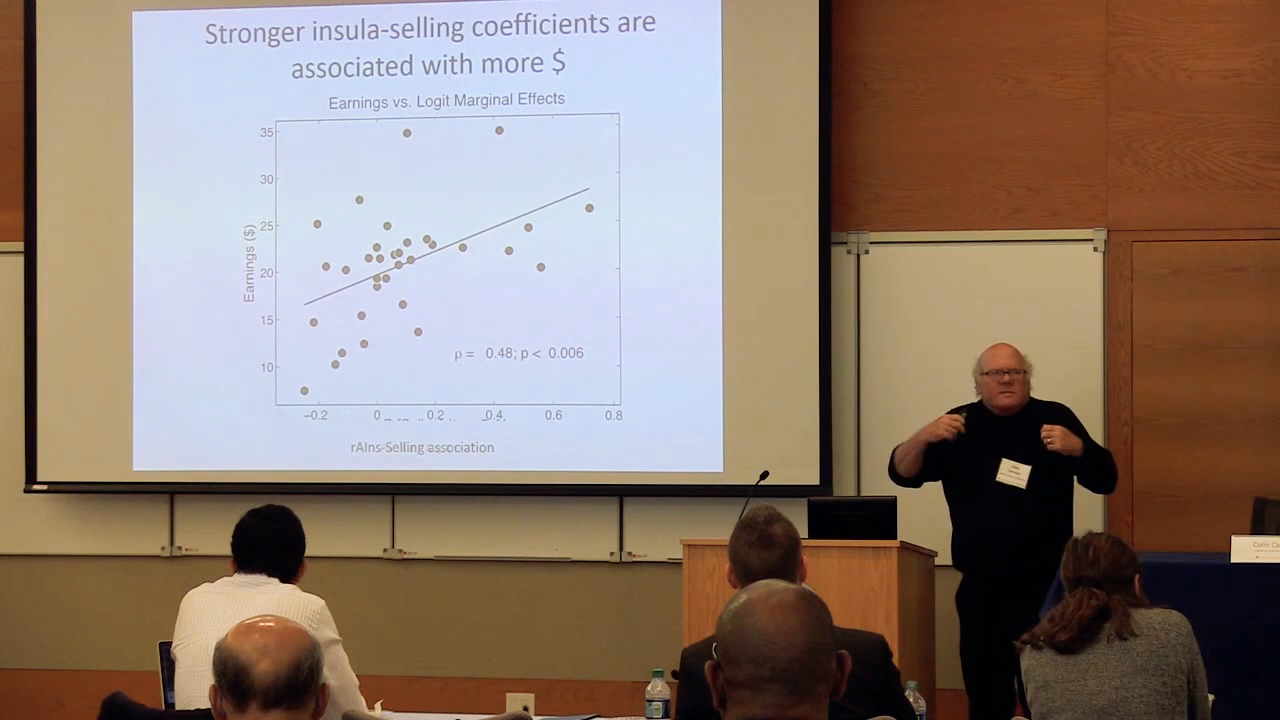 Stronger insula-selling coefficients are
associated with more $
Earnings vs. Logit Marginal Effects
Earnings ($)
35
30
25
20
15
10
ρ = 0.48; p < 0.006
−0.2 0 0.2 0.4 0.6 0.8
rAIns-Selling association
Colin